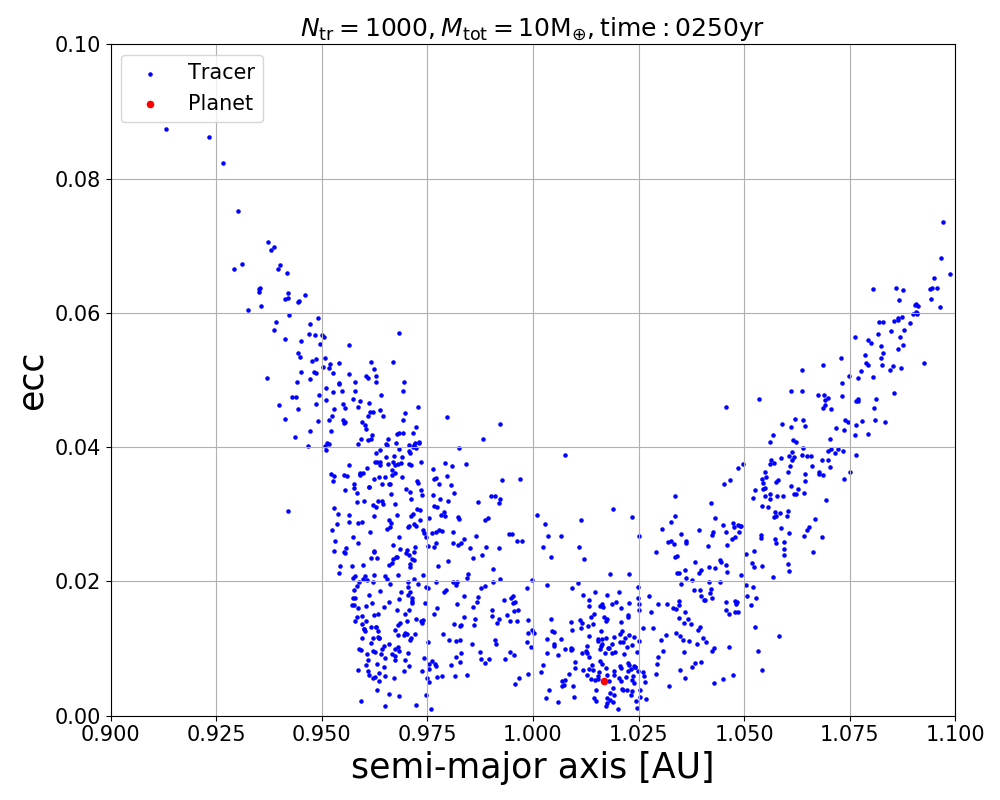 N_tr = 1000, M_tot = 10M_⊕, time : 0250yr
0.10
Tracer
Planet
0.08
0.06
ecc
0.04
0.02
0.00
0.900 0.925 0.950 0.975 1.000 1.025 1.050 1.075 1.100
semi-major axis [AU]